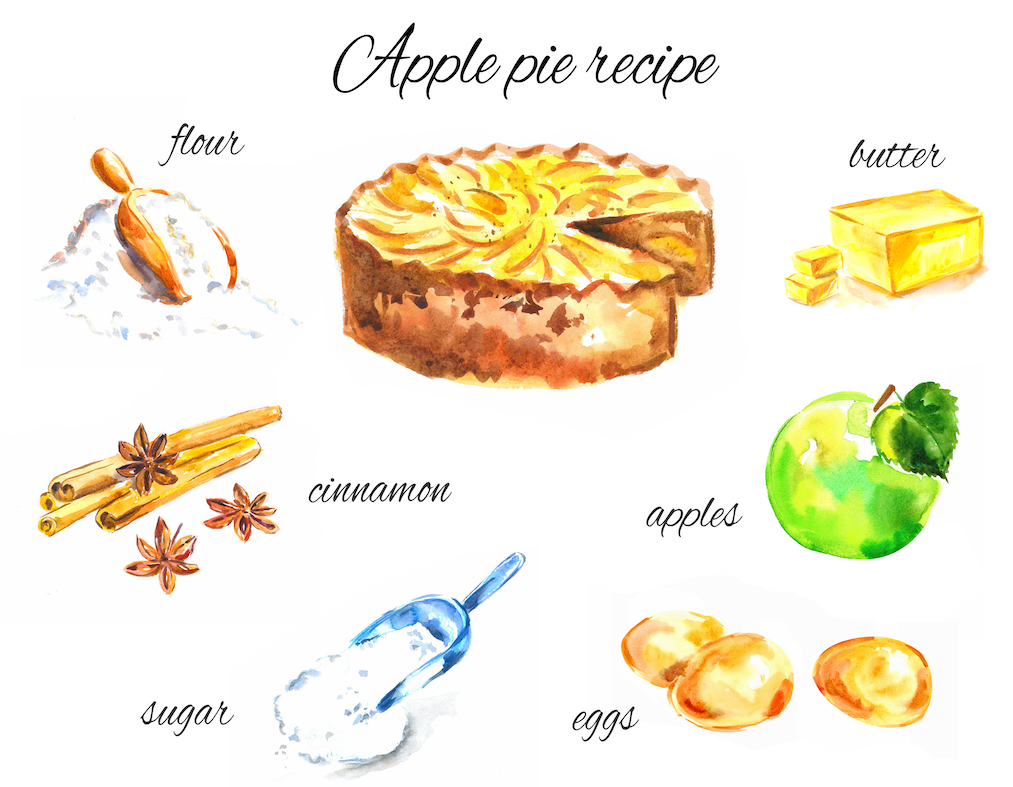 Apple pie recipe
flour
butter
cinnamon
apples
sugar
eggs